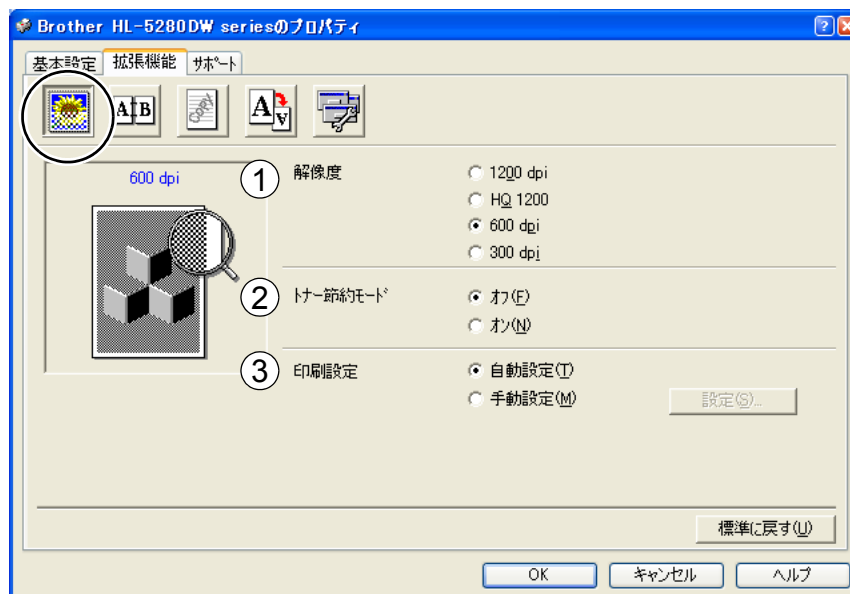 Brother HL-5280DW seriesのプロパティ
基本設定 拡張機能 サポート
A B COPY A A
600 dpi
1 解像度 1200 dpi
HQ 1200
600 dpi
300 dpi
2 トナー節約モード オフ(F)
オン(N)
3 印刷設定 自動設定(T)
手動設定(M) 設定(S)...
標準に戻す(U)
OK キャンセル ヘルプ